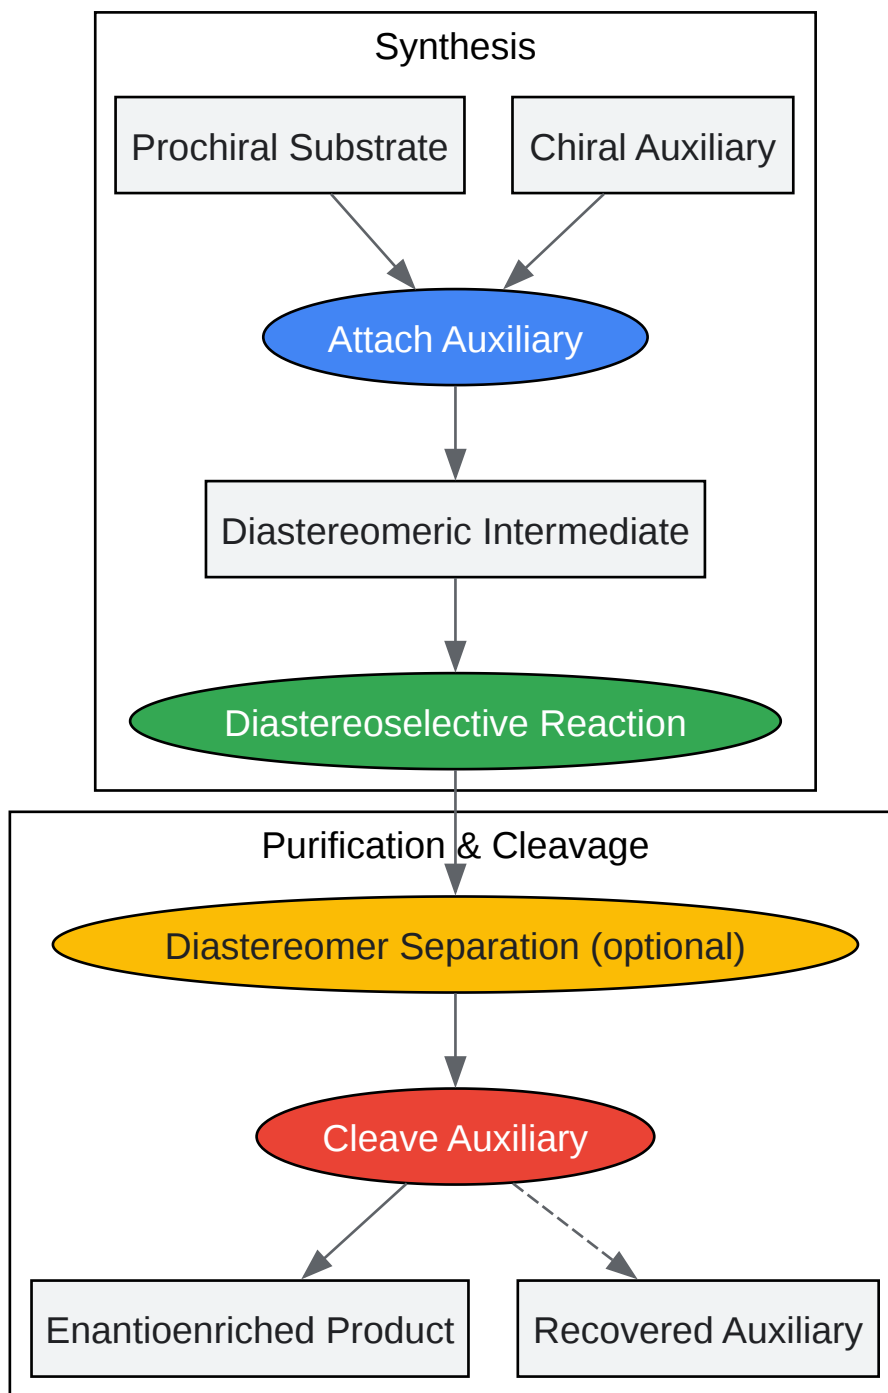 Synthesis
Prochiral Substrate
Chiral Auxiliary
Attach Auxiliary
Diastereomeric Intermediate
Diastereoselective Reaction
Purification & Cleavage
Diastereomer Separation (optional)
Cleave Auxiliary
Enantioenriched Product
Recovered Auxiliary